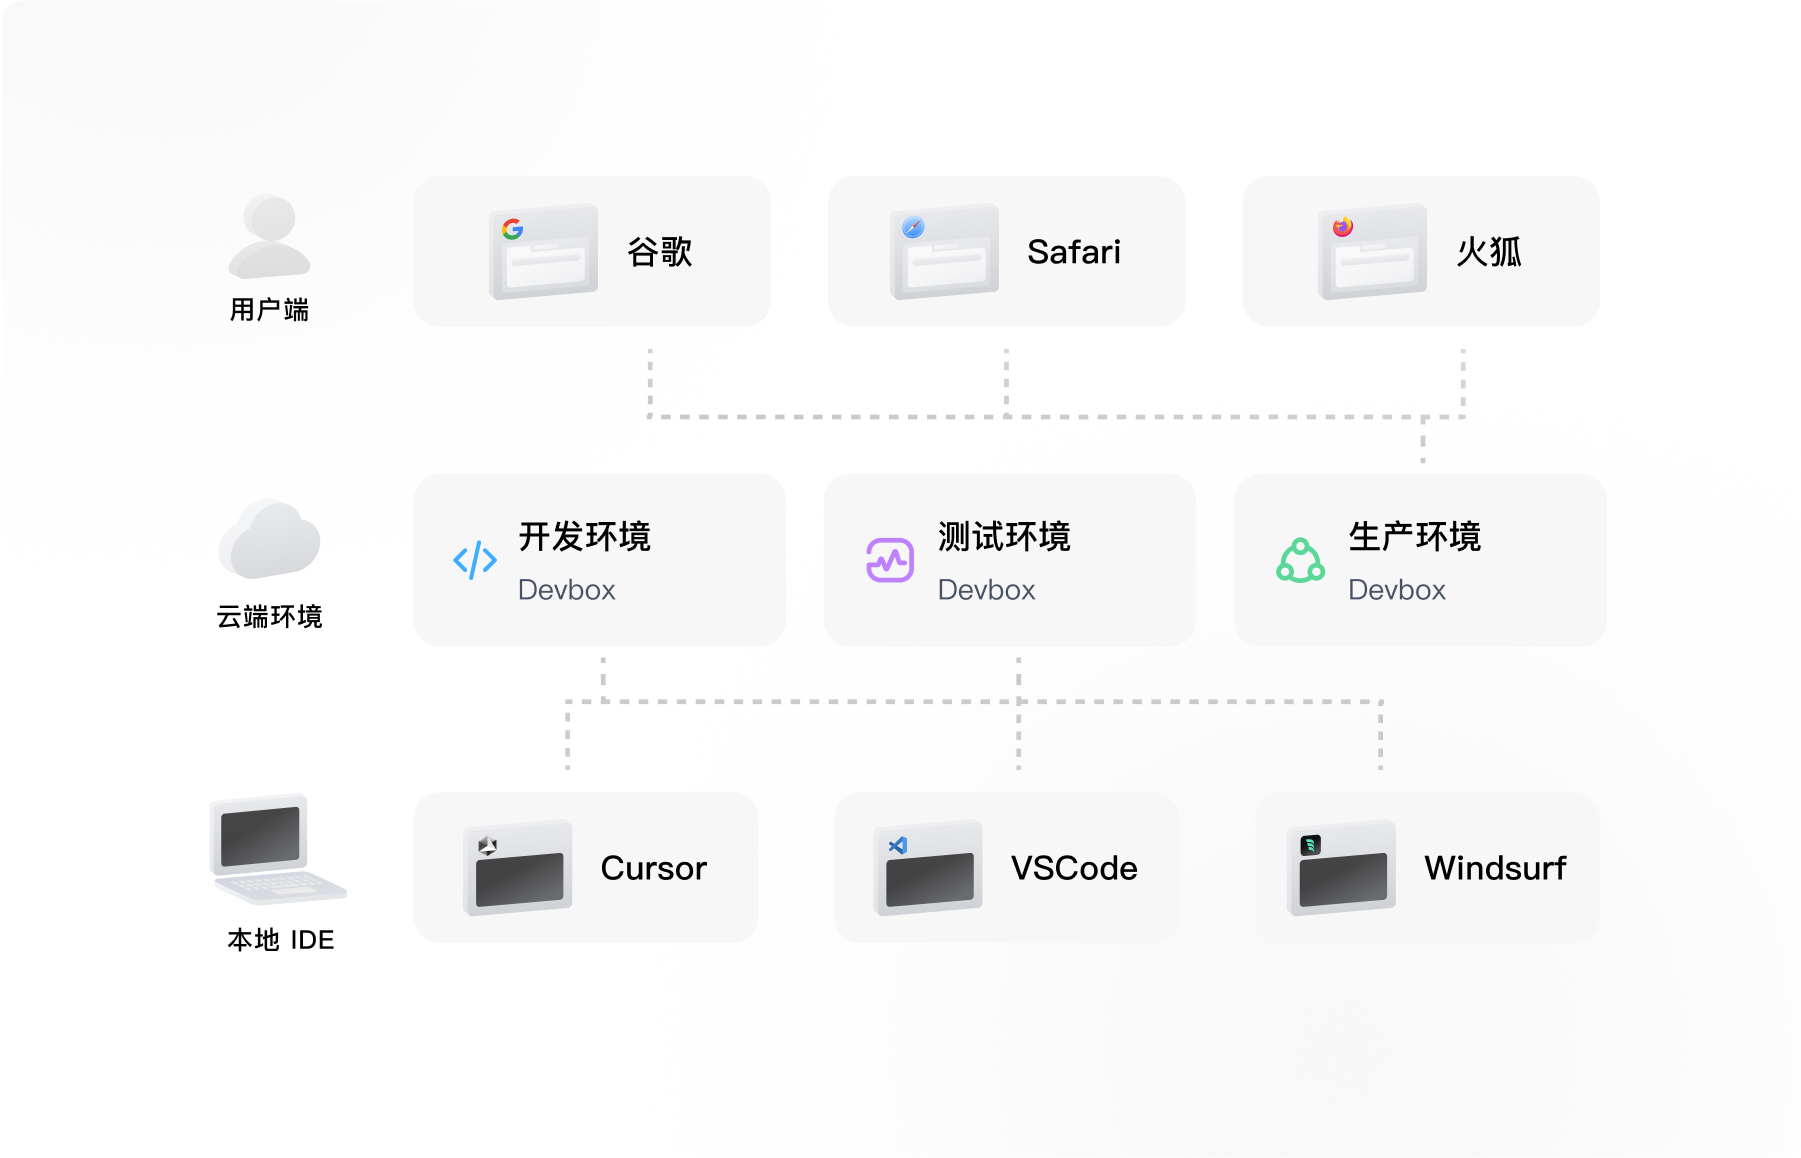 用户端
谷歌
Safari
火狐
云端环境
开发环境
Devbox
测试环境
Devbox
生产环境
Devbox
本地 IDE
Cursor
VSCode
Windsurf